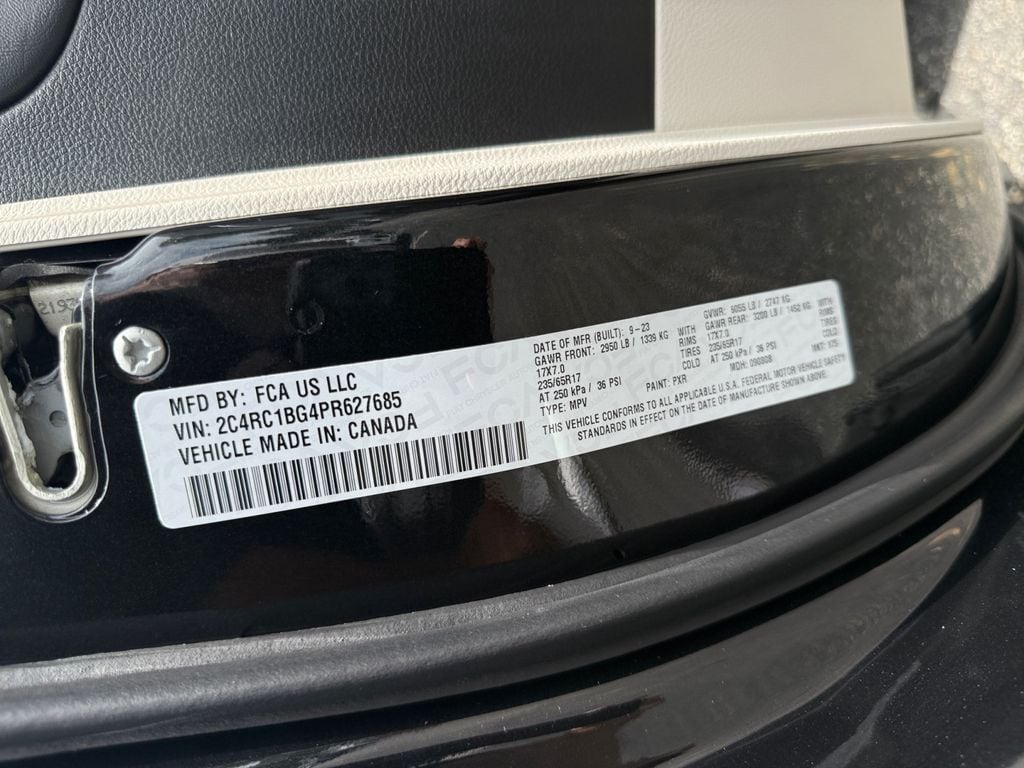 MFD BY: FCA US LLC
VIN: 2C4RC1BG4PR627685
VEHICLE MADE IN: CANADA
DATE OF MFR (BUILT): 9-23 GVWR: 6055 LB / 2747 KG
GAWR FRONT: 2950 LB / 1339 KG WITH GAWR REAR: 3200 LB / 1452 KG WITH
17X7.0 RIMS 17X7.0 RIMS
235/65R17 TIRES 235/65R17 TIRES
AT 250 kPa / 36 PSI COLD AT 250 kPa / 36 PSI COLD
TYPE: MPV PAINT: PXR MDH: 090808
THIS VEHICLE CONFORMS TO ALL APPLICABLE U.S.A. FEDERAL MOTOR VEHICLE SAFETY
STANDARDS IN EFFECT ON THE DATE OF MANUFACTURE SHOWN ABOVE.